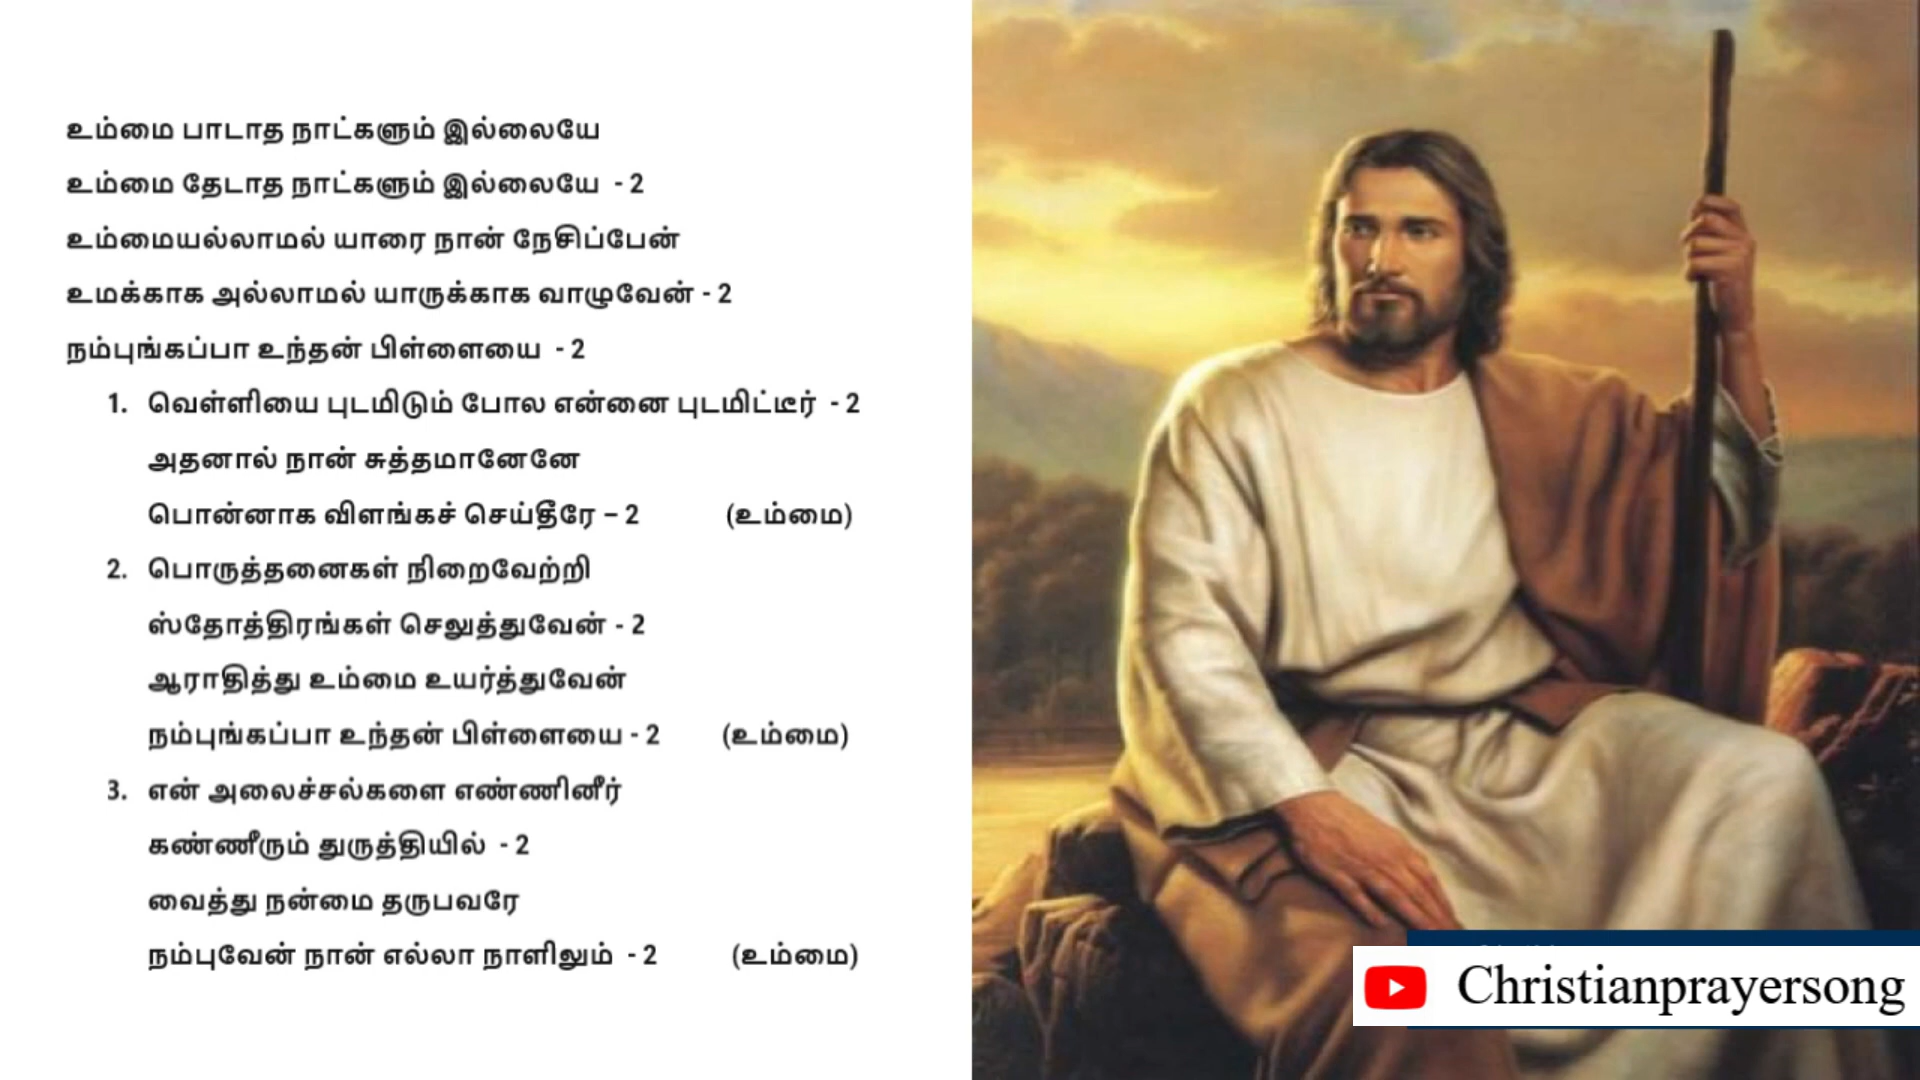 உம்மை பாடாத நாட்களும் இல்லையே
உம்மை தேடாத நாட்களும் இல்லையே - 2
உம்மையல்லாமல் யாரை நான் நேசிப்பேன்
உமக்காக அல்லாமல் யாருக்காக வாழுவேன் - 2
நம்புங்கப்பா உந்தன் பிள்ளையை - 2
1. வெள்ளியை புடமிடும் போல என்னை புடமிட்டீர் - 2
அதனால் நான் சுத்தமானேனே
பொன்னாக விளங்கச் செய்தீரே – 2 (உம்மை)
2. பொருத்தனைகள் நிறைவேற்றி
ஸ்தோத்திரங்கள் செலுத்துவேன் - 2
ஆராதித்து உம்மை உயர்த்துவேன்
நம்புங்கப்பா உந்தன் பிள்ளையை - 2 (உம்மை)
3. என் அலைச்சல்களை எண்ணினீர்
கண்ணீரும் துருத்தியில் - 2
வைத்து நன்மை தருபவரே
நம்புவேன் நான் எல்லா நாளிலும் - 2 (உம்மை)
Christianprayersong